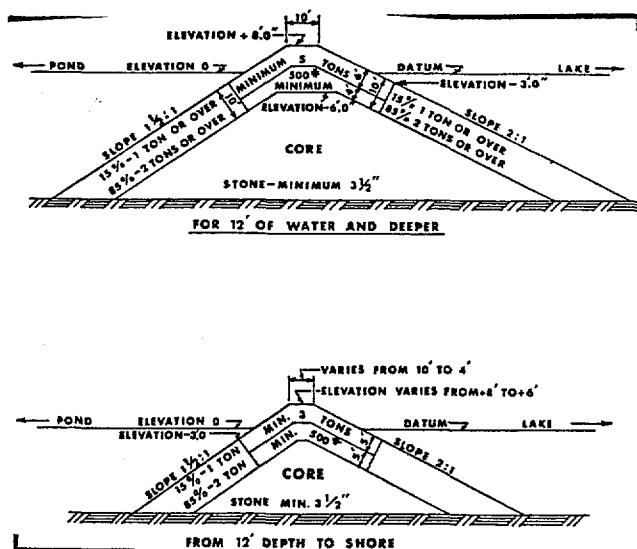 10'
ELEVATION + 8'.0"
POND
ELEVATION 0
DATUM
LAKE
MINIMUM 5 TONS
500# MINIMUM
ELEVATION-6'.0"
ELEVATION-3'.0"
10'
10'
SLOPE 1½:1
15%-1 TON OR OVER
85%-2 TONS OR OVER
SLOPE 2:1
15%-1 TON OR OVER
85%-2 TONS OR OVER
CORE
STONE-MINIMUM 3½"
FOR 12' OF WATER AND DEEPER
VARIES FROM 10' TO 4'
ELEVATION VARIES FROM+8' TO+6'
POND
ELEVATION 0
DATUM
LAKE
ELEVATION-3'.0
MIN. 3 TONS
MIN. 500#
5'
5'
SLOPE 1½:1
15%-1 TON
85%-2 TON
SLOPE 2:1
CORE
STONE MIN. 3½"
FROM 12' DEPTH TO SHORE